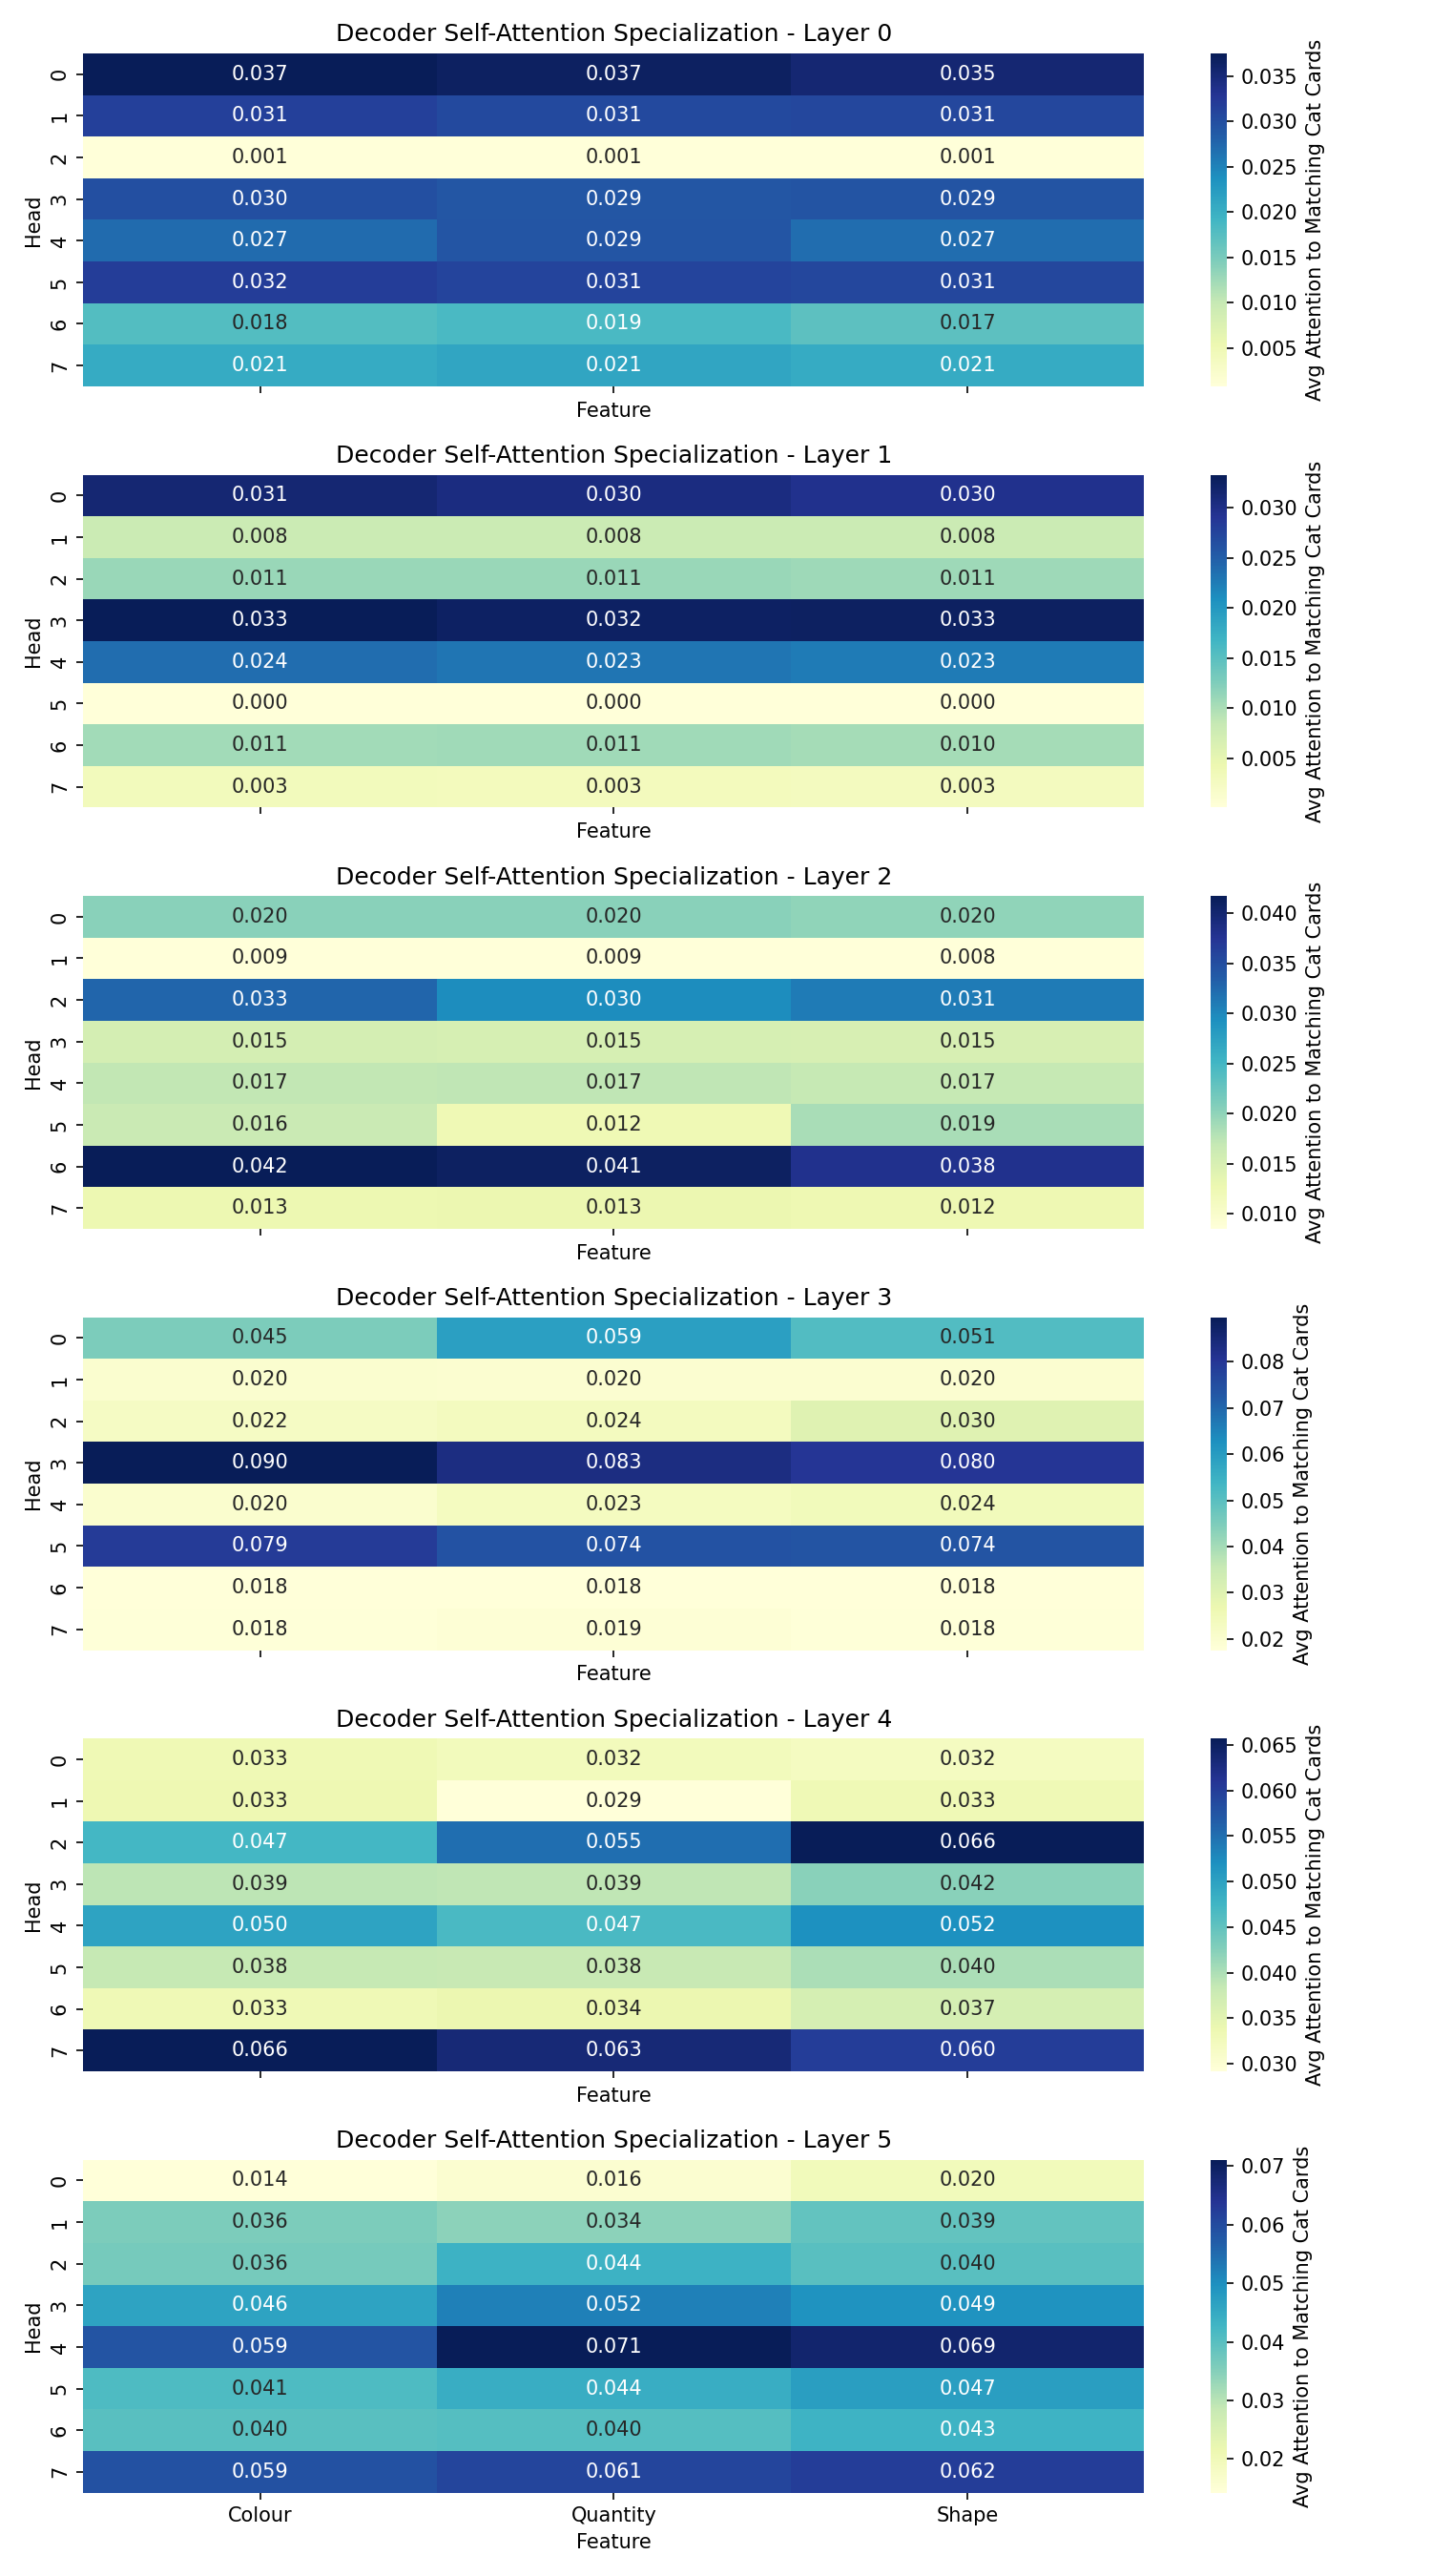 Decoder Self-Attention Specialization - Layer 0
0 0.037 0.037 0.035
1 0.031 0.031 0.031
2 0.001 0.001 0.001
3 0.030 0.029 0.029
4 0.027 0.029 0.027
5 0.032 0.031 0.031
6 0.018 0.019 0.017
7 0.021 0.021 0.021
Head
Feature
0.035
0.030
0.025
0.020
0.015
0.010
0.005
Avg Attention to Matching Cat Cards
Decoder Self-Attention Specialization - Layer 1
0 0.031 0.030 0.030
1 0.008 0.008 0.008
2 0.011 0.011 0.011
3 0.033 0.032 0.033
4 0.024 0.023 0.023
5 0.000 0.000 0.000
6 0.011 0.011 0.010
7 0.003 0.003 0.003
Head
Feature
0.030
0.025
0.020
0.015
0.010
0.005
Avg Attention to Matching Cat Cards
Decoder Self-Attention Specialization - Layer 2
0 0.020 0.020 0.020
1 0.009 0.009 0.008
2 0.033 0.030 0.031
3 0.015 0.015 0.015
4 0.017 0.017 0.017
5 0.016 0.012 0.019
6 0.042 0.041 0.038
7 0.013 0.013 0.012
Head
Feature
0.040
0.035
0.030
0.025
0.020
0.015
0.010
Avg Attention to Matching Cat Cards
Decoder Self-Attention Specialization - Layer 3
0 0.045 0.059 0.051
1 0.020 0.020 0.020
2 0.022 0.024 0.030
3 0.090 0.083 0.080
4 0.020 0.023 0.024
5 0.079 0.074 0.074
6 0.018 0.018 0.018
7 0.018 0.019 0.018
Head
Feature
0.08
0.07
0.06
0.05
0.04
0.03
0.02
Avg Attention to Matching Cat Cards
Decoder Self-Attention Specialization - Layer 4
0 0.033 0.032 0.032
1 0.033 0.029 0.033
2 0.047 0.055 0.066
3 0.039 0.039 0.042
4 0.050 0.047 0.052
5 0.038 0.038 0.040
6 0.033 0.034 0.037
7 0.066 0.063 0.060
Head
Feature
0.065
0.060
0.055
0.050
0.045
0.040
0.035
0.030
Avg Attention to Matching Cat Cards
Decoder Self-Attention Specialization - Layer 5
0 0.014 0.016 0.020
1 0.036 0.034 0.039
2 0.036 0.044 0.040
3 0.046 0.052 0.049
4 0.059 0.071 0.069
5 0.041 0.044 0.047
6 0.040 0.040 0.043
7 0.059 0.061 0.062
Head
Colour Quantity Shape
Feature
0.07
0.06
0.05
0.04
0.03
0.02
Avg Attention to Matching Cat Cards